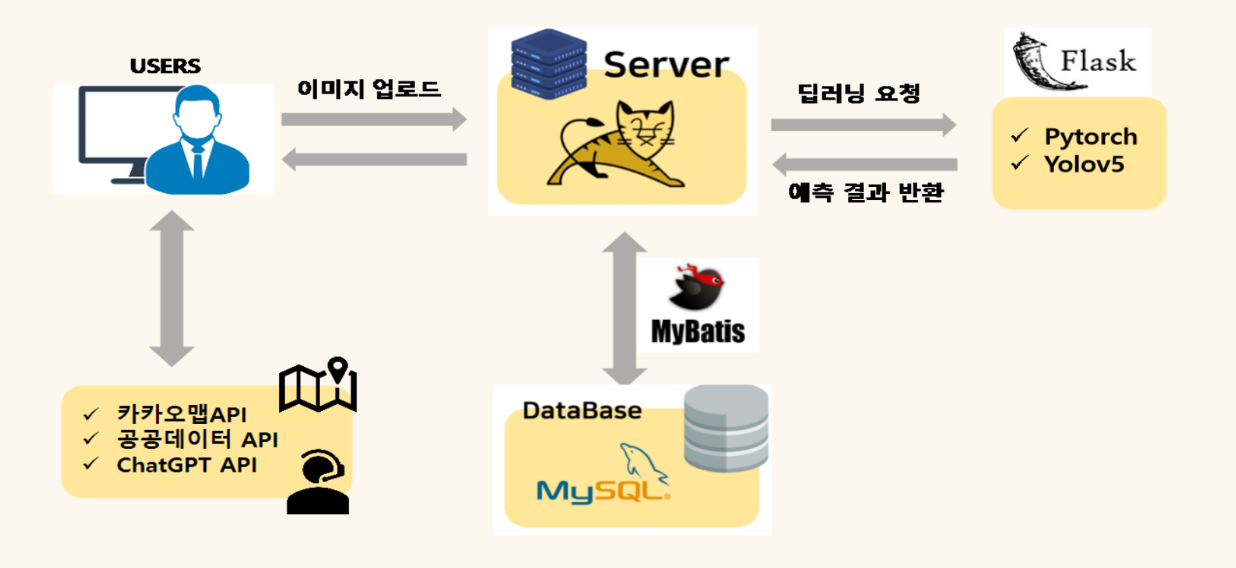 USERS
이미지 업로드
Server
딥러닝 요청
예측 결과 반환
Flask
✓ Pytorch
✓ Yolov5
MyBatis
✓ 카카오맵API
✓ 공공데이터 API
✓ ChatGPT API
DataBase
MySQL®